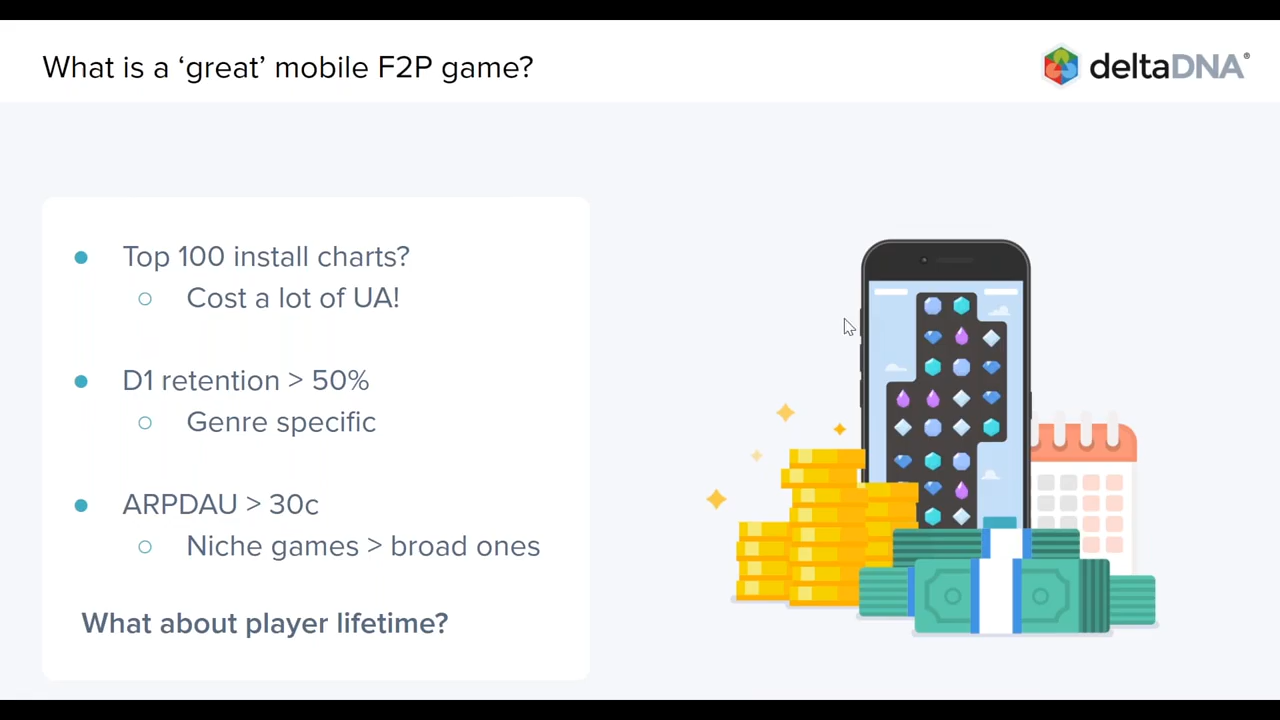 What is a ‘great’ mobile F2P game?
deltaDNA®
Top 100 install charts?
Cost a lot of UA!
D1 retention > 50%
Genre specific
ARPDAU > 30c
Niche games > broad ones
What about player lifetime?